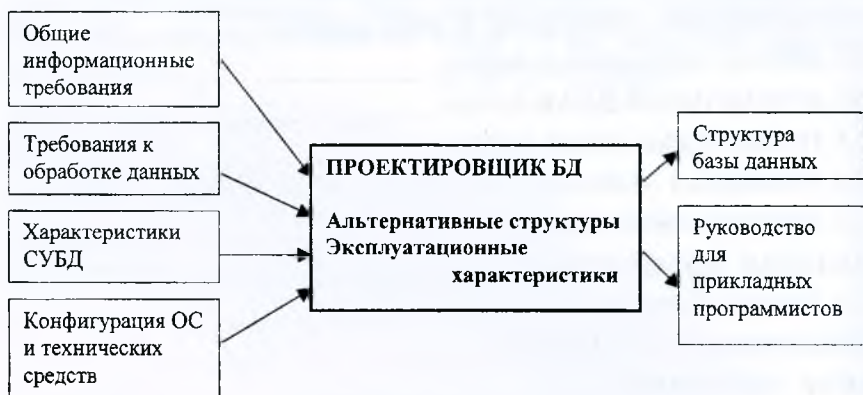 Общие
информационные
требования
Требования к
обработке данных
Характеристики
СУБД
Конфигурация ОС
и технических
средств
ПРОЕКТИРОВЩИК БД
Альтернативные структуры
Эксплуатационные
характеристики
Структура
базы данных
Руководство
для
прикладных
программистов